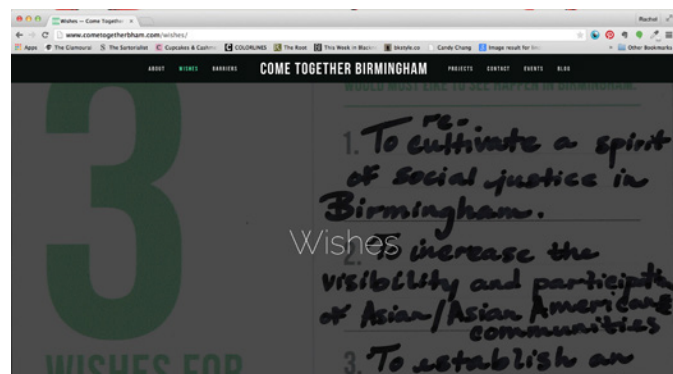 Wishes — Come Together
Rachel
www.cometogetherbham.com/wishes/
Apps The Glamourai The Sartorialist Cupcakes & Cashme COLORLINES The Root This Week in Blackn bkstyle.co Candy Chang Image result for Other Bookmarks
ABOUT WISHES BARRIERS COME TOGETHER BIRMINGHAM PROJECTS CONTACT EVENTS BLOG
WOULD MOST LIKE TO SEE HAPPEN IN BIRMINGHAM.
3
WISHES FOR
re-
1. To cultivate a spirit
of social justice in
Birmingham.
Wishes
2. To increase the
visibility and participation
of Asian/Asian American
communities
3. To establish an